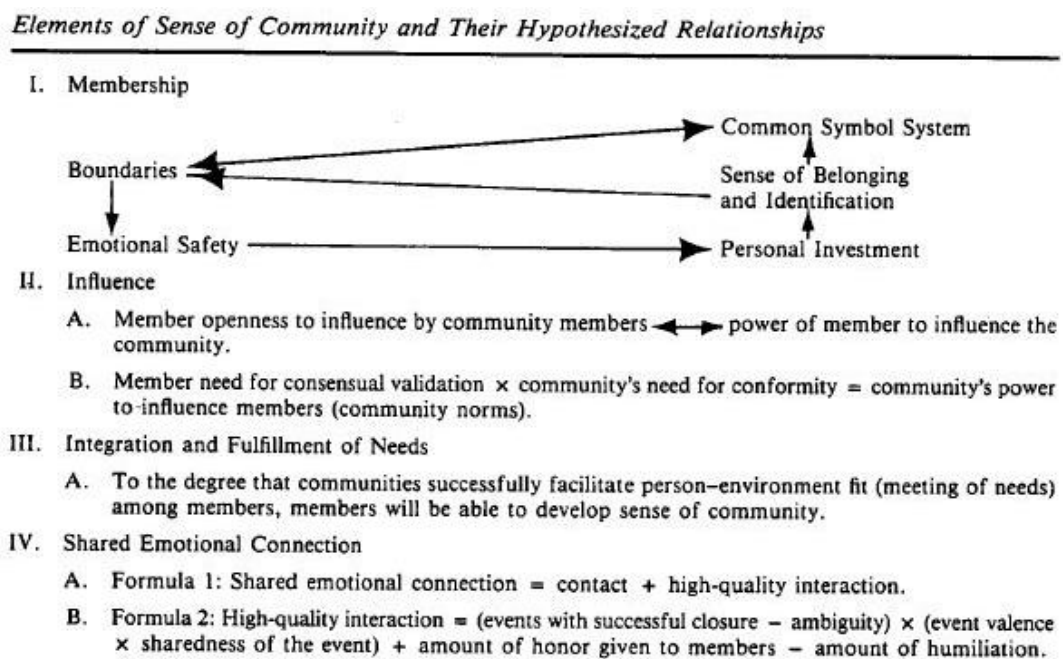 Elements of Sense of Community and Their Hypothesized Relationships
I. Membership
Common Symbol System
Boundaries
Sense of Belonging
and Identification
Emotional Safety
Personal Investment
II. Influence
A. Member openness to influence by community members ◄─► power of member to influence the
community.
B. Member need for consensual validation × community's need for conformity = community's power
to influence members (community norms).
III. Integration and Fulfillment of Needs
A. To the degree that communities successfully facilitate person–environment fit (meeting of needs)
among members, members will be able to develop sense of community.
IV. Shared Emotional Connection
A. Formula 1: Shared emotional connection = contact + high-quality interaction.
B. Formula 2: High-quality interaction = (events with successful closure − ambiguity) × (event valence
× sharedness of the event) + amount of honor given to members − amount of humiliation.